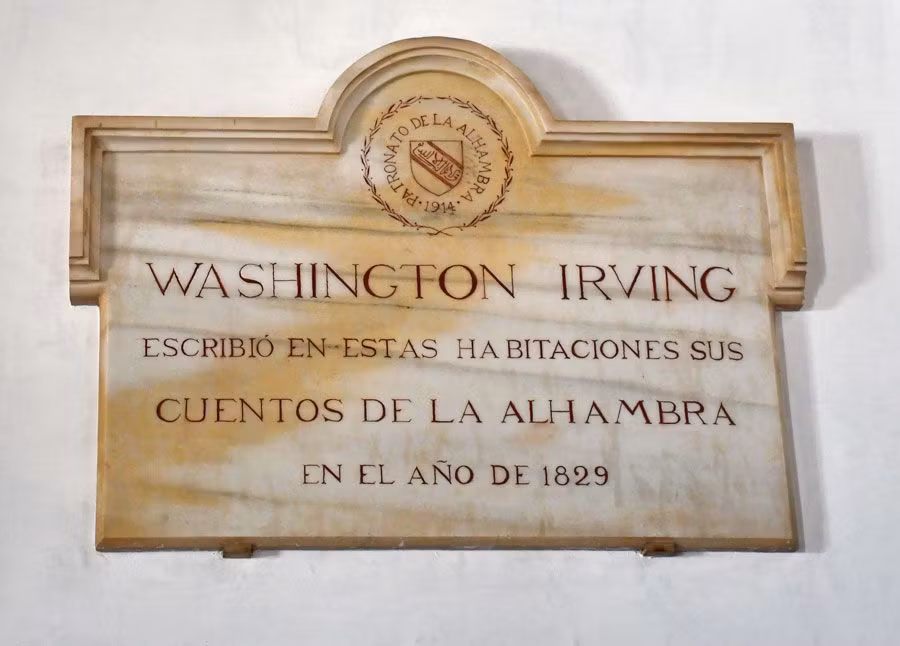 PATRONATO DE LA ALHAMBRA
·1914·
WASHINGTON IRVING
ESCRIBIÓ EN ESTAS HABITACIONES SUS
CUENTOS DE LA ALHAMBRA
EN EL AÑO DE 1829